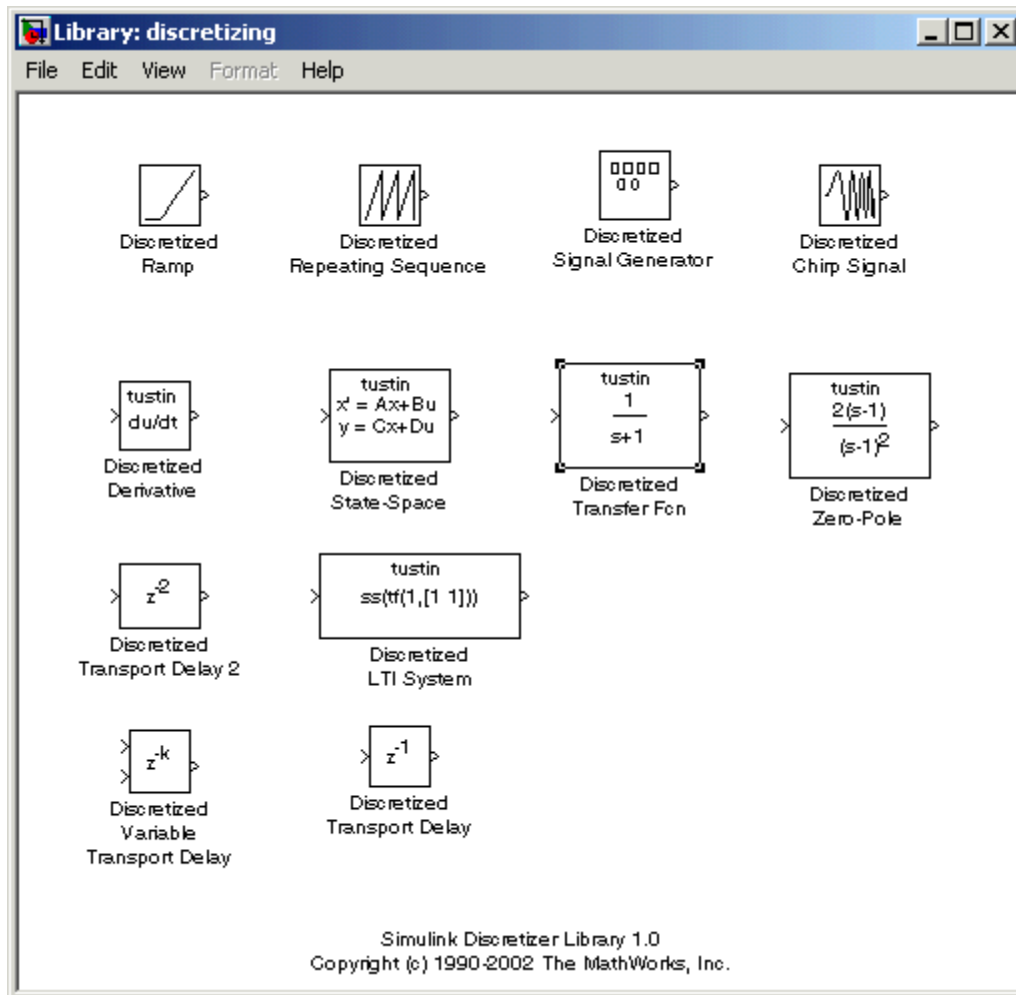 Library: discretizing
File Edit View Format Help
Discretized
Ramp
Discretized
Repeating Sequence
Discretized
Signal Generator
Discretized
Chirp Signal
tustin
du/dt
Discretized
Derivative
tustin
x' = Ax+Bu
y = Cx+Du
Discretized
State-Space
tustin
1
s+1
Discretized
Transfer Fcn
tustin
2(s-1)
(s-1)^2
Discretized
Zero-Pole
z^-2
Discretized
Transport Delay 2
tustin
ss(tf(1,[1 1]))
Discretized
LTI System
z^-k
Discretized
Variable
Transport Delay
z^-1
Discretized
Transport Delay
Simulink Discretizer Library 1.0
Copyright (c) 1990-2002 The MathWorks, Inc.